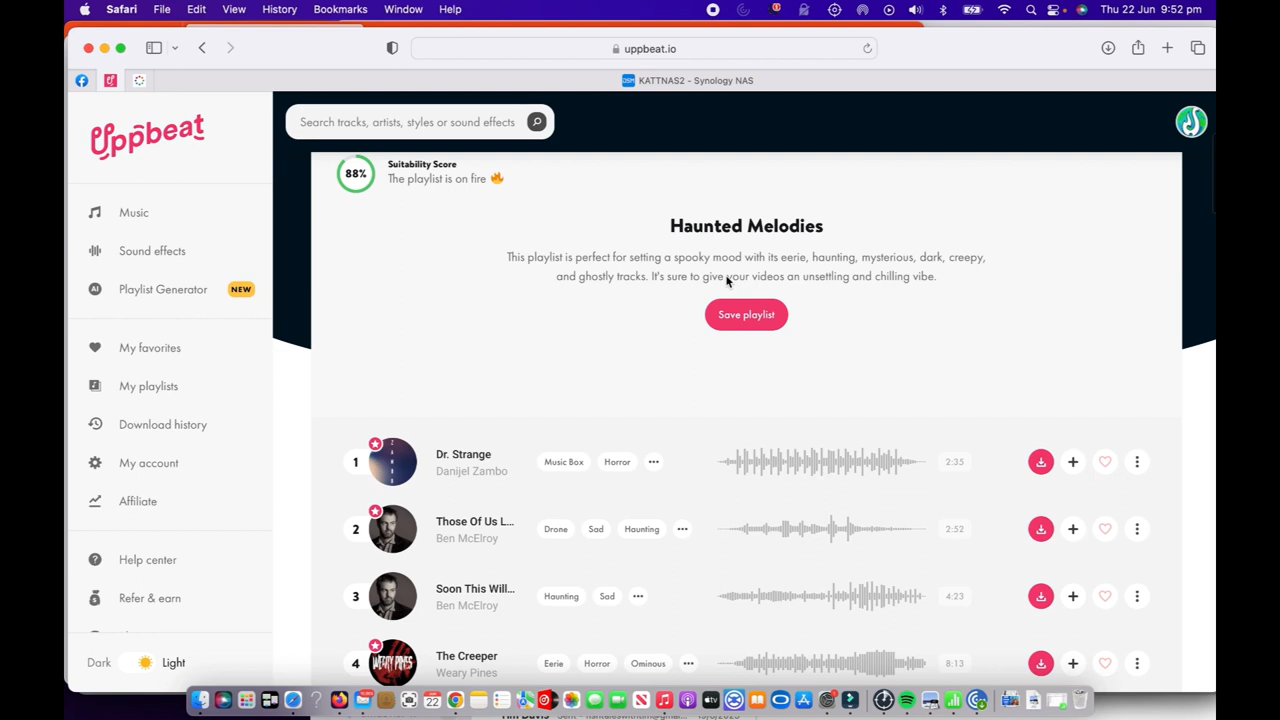 Safari File Edit View History Bookmarks Window Help
Thu 22 Jun 9:52 pm
uppbeat.io
KATTNAS2 - Synology NAS
Uppbeat
Search tracks, artists, styles or sound effects
88%
Suitability Score
The playlist is on fire 🔥
Haunted Melodies
This playlist is perfect for setting a spooky mood with its eerie, haunting, mysterious, dark, creepy,
and ghostly tracks. It's sure to give your videos an unsettling and chilling vibe.
Save playlist
Music
Sound effects
AI Playlist Generator NEW
My favorites
My playlists
Download history
My account
Affiliate
Help center
Refer & earn
Dark Light
1 Dr. Strange
Danijel Zambo
Music Box Horror ••• 2:35
2 Those Of Us L...
Ben McElroy
Drone Sad Haunting ••• 2:52
3 Soon This Will...
Ben McElroy
Haunting Sad ••• 4:23
4 The Creeper
Weary Pines
Eerie Horror Ominous ••• 8:13